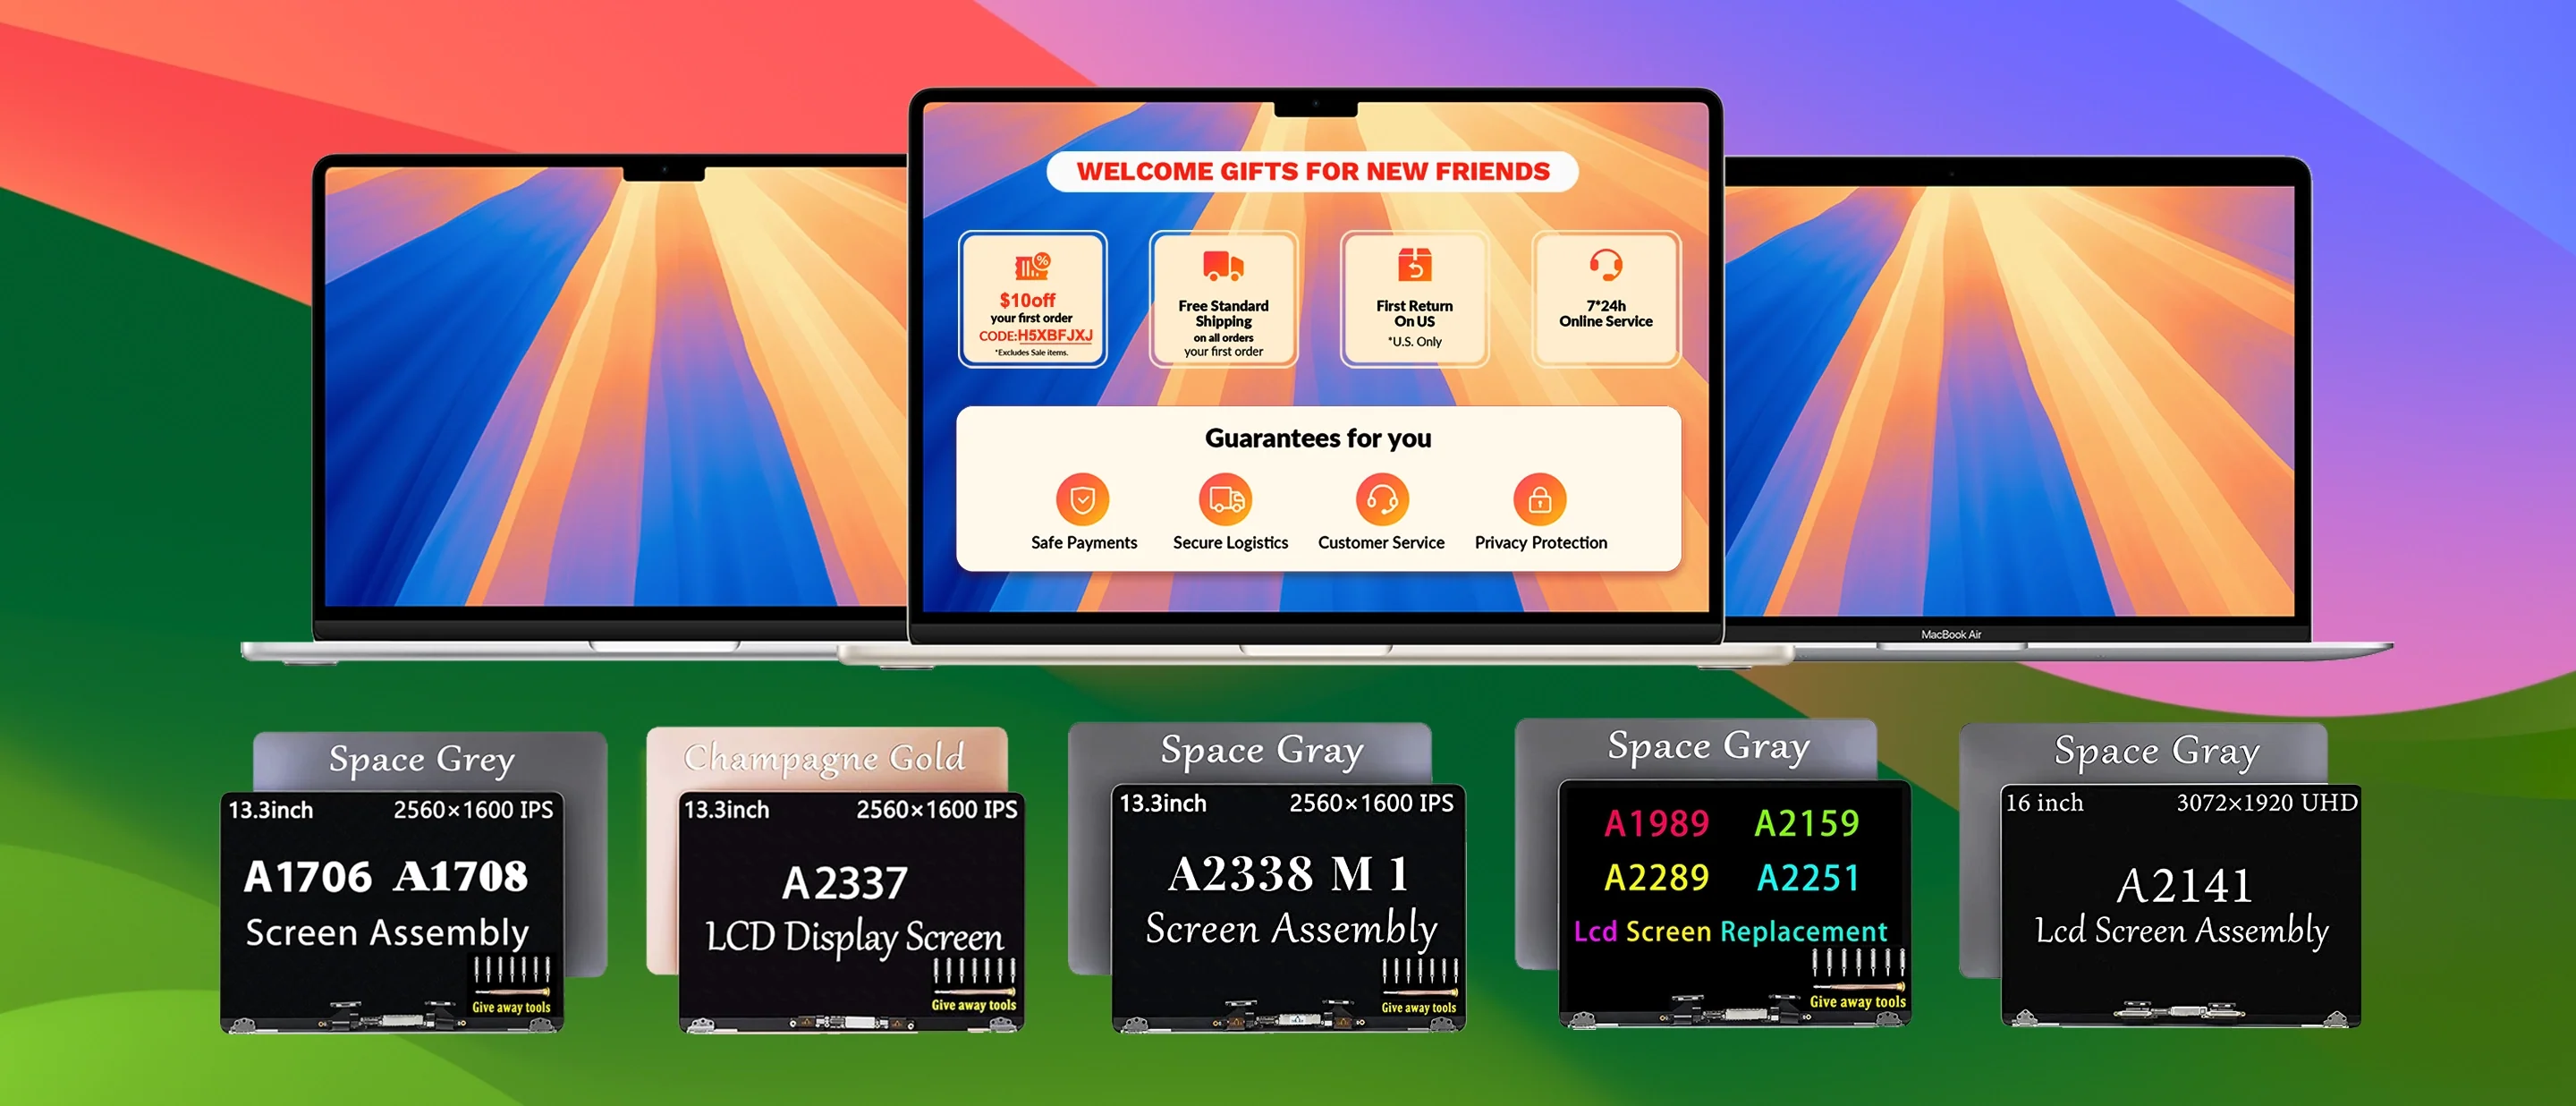 WELCOME GIFTS FOR NEW FRIENDS
$10off
your first order
CODE:H5XBFJXJ
*Excludes Sale items.
Free Standard
Shipping
on all orders
your first order
First Return
On US
*U.S. Only
7*24h
Online Service
Guarantees for you
Safe Payments
Secure Logistics
Customer Service
Privacy Protection
MacBook Air
Space Grey
13.3inch 2560×1600 IPS
A1706 A1708
Screen Assembly
Give away tools
Champagne Gold
13.3inch 2560×1600 IPS
A2337
LCD Display Screen
Give away tools
Space Gray
13.3inch 2560×1600 IPS
A2338 M 1
Screen Assembly
Give away tools
Space Gray
A1989 A2159
A2289 A2251
Lcd Screen Replacement
Give away tools
Space Gray
16 inch 3072×1920 UHD
A2141
Lcd Screen Assembly